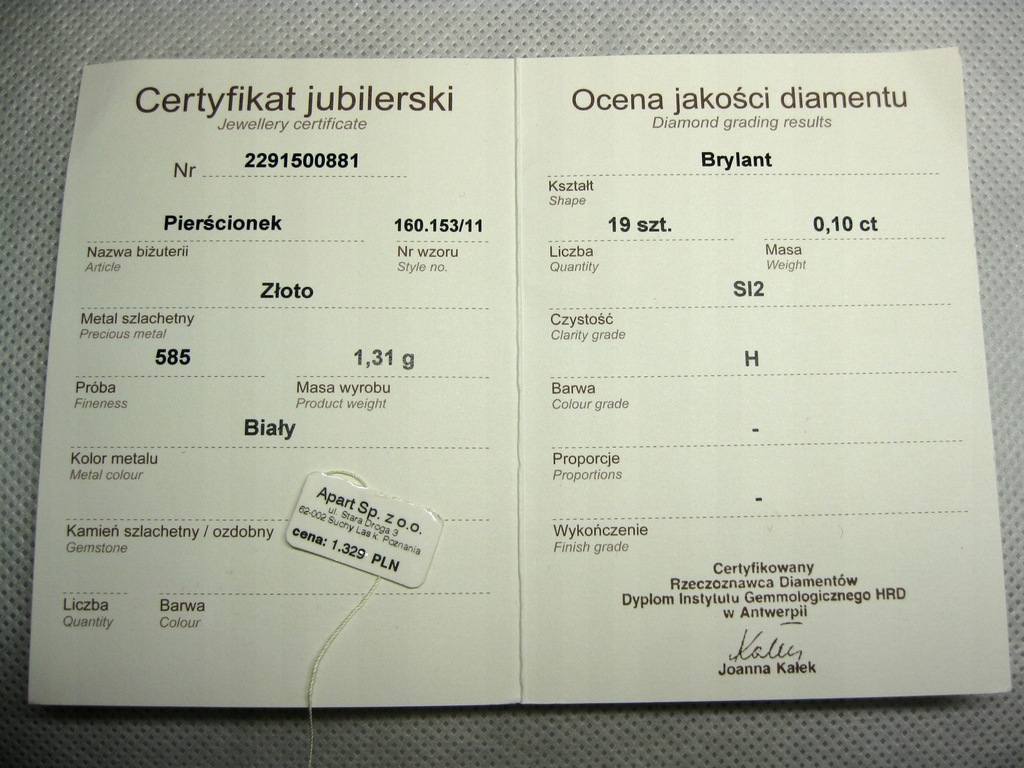 Certyfikat jubilerski
Jewellery certificate
Nr 2291500881
Pierścionek 160.153/11
Nazwa biżuterii Nr wzoru
Article Style no.
Złoto
Metal szlachetny
Precious metal
585 1,31 g
Próba Masa wyrobu
Fineness Product weight
Biały
Kolor metalu
Metal colour
Kamień szlachetny / ozdobny
Gemstone
Liczba Barwa
Quantity Colour
Apart Sp. z o.o.
ul. Stara Droga 3
62-002 Suchy Las k. Poznania
cena: 1.329 PLN
Ocena jakości diamentu
Diamond grading results
Brylant
Kształt
Shape
19 szt. 0,10 ct
Liczba Masa
Quantity Weight
SI2
Czystość
Clarity grade
H
Barwa
Colour grade
-
Proporcje
Proportions
-
Wykończenie
Finish grade
Certyfikowany
Rzeczoznawca Diamentów
Dyplom Instytutu Gemmologicznego HRD
w Antwerpii
Joanna Kałek